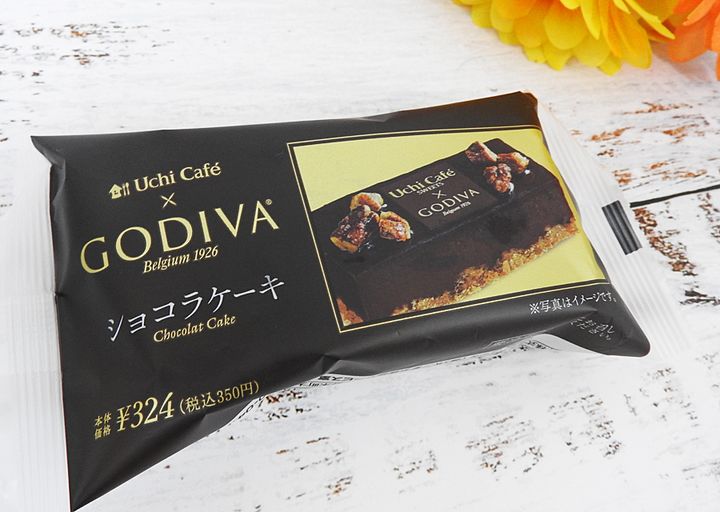 Uchi Café
×
GODIVA®
Belgium 1926
ショコラケーキ
Chocolat Cake
本体価格 ¥324 (税込350円)
Uchi Café
SWEETS
×
GODIVA
Belgium 1926
※写真はイメージです。